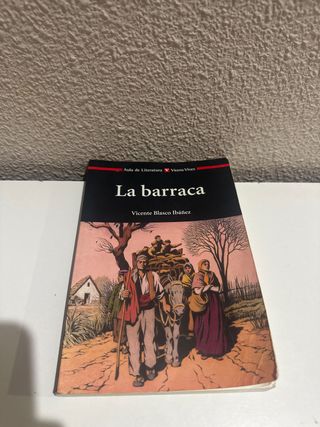 Aula de Literatura Vicens Vives
La barraca
Vicente Blasco Ibáñez